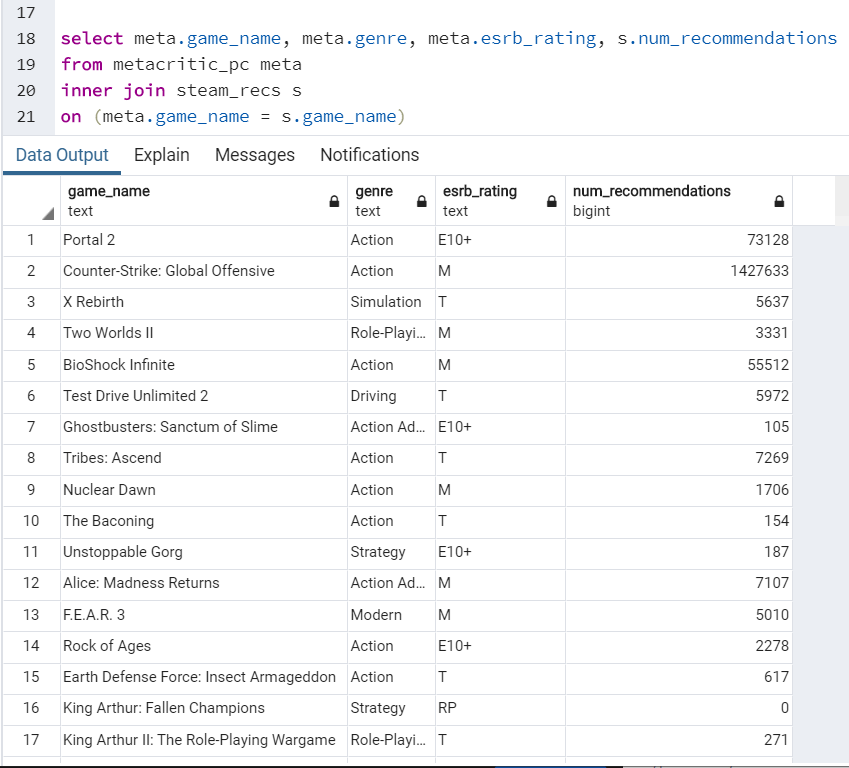 17
18 select meta.game_name, meta.genre, meta.esrb_rating, s.num_recommendations
19 from metacritic_pc meta
20 inner join steam_recs s
21 on (meta.game_name = s.game_name)
Data Output Explain Messages Notifications
game_name genre esrb_rating num_recommendations
text text text bigint
1 Portal 2 Action E10+ 73128
2 Counter-Strike: Global Offensive Action M 1427633
3 X Rebirth Simulation T 5637
4 Two Worlds II Role-Playi... M 3331
5 BioShock Infinite Action M 55512
6 Test Drive Unlimited 2 Driving T 5972
7 Ghostbusters: Sanctum of Slime Action Ad... E10+ 105
8 Tribes: Ascend Action T 7269
9 Nuclear Dawn Action M 1706
10 The Baconing Action T 154
11 Unstoppable Gorg Strategy E10+ 187
12 Alice: Madness Returns Action Ad... M 7107
13 F.E.A.R. 3 Modern M 5010
14 Rock of Ages Action E10+ 2278
15 Earth Defense Force: Insect Armageddon Action T 617
16 King Arthur: Fallen Champions Strategy RP 0
17 King Arthur II: The Role-Playing Wargame Role-Playi... T 271